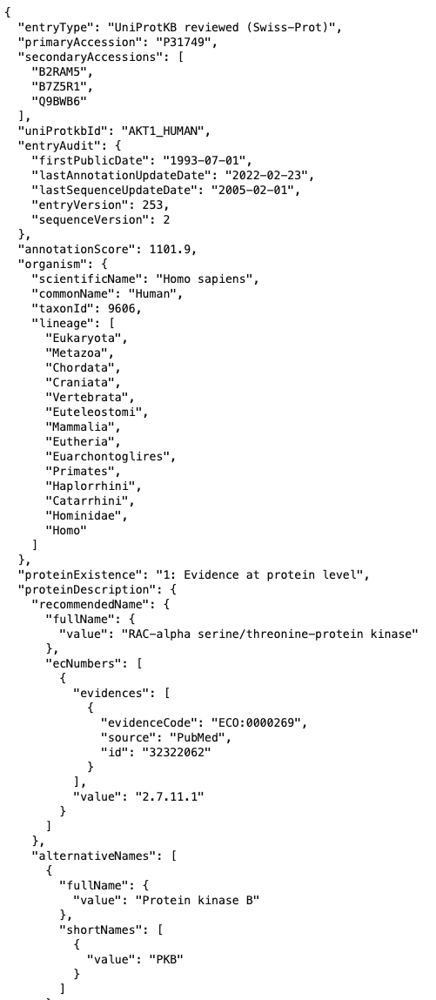 {
  "entryType": "UniProtKB reviewed (Swiss-Prot)",
  "primaryAccession": "P31749",
  "secondaryAccessions": [
    "B2RAM5",
    "B7Z5R1",
    "Q9BWB6"
  ],
  "uniProtkbId": "AKT1_HUMAN",
  "entryAudit": {
    "firstPublicDate": "1993-07-01",
    "lastAnnotationUpdateDate": "2022-02-23",
    "lastSequenceUpdateDate": "2005-02-01",
    "entryVersion": 253,
    "sequenceVersion": 2
  },
  "annotationScore": 1101.9,
  "organism": {
    "scientificName": "Homo sapiens",
    "commonName": "Human",
    "taxonId": 9606,
    "lineage": [
      "Eukaryota",
      "Metazoa",
      "Chordata",
      "Craniata",
      "Vertebrata",
      "Euteleostomi",
      "Mammalia",
      "Eutheria",
      "Euarchontoglires",
      "Primates",
      "Haplorrhini",
      "Catarrhini",
      "Hominidae",
      "Homo"
    ]
  },
  "proteinExistence": "1: Evidence at protein level",
  "proteinDescription": {
    "recommendedName": {
      "fullName": {
        "value": "RAC-alpha serine/threonine-protein kinase"
      },
      "ecNumbers": [
        {
          "evidences": [
            {
              "evidenceCode": "ECO:0000269",
              "source": "PubMed",
              "id": "32322062"
            }
          ],
          "value": "2.7.11.1"
        }
      ]
    },
    "alternativeNames": [
      {
        "fullName": {
          "value": "Protein kinase B"
        },
        "shortNames": [
          {
            "value": "PKB"
          }
        ]